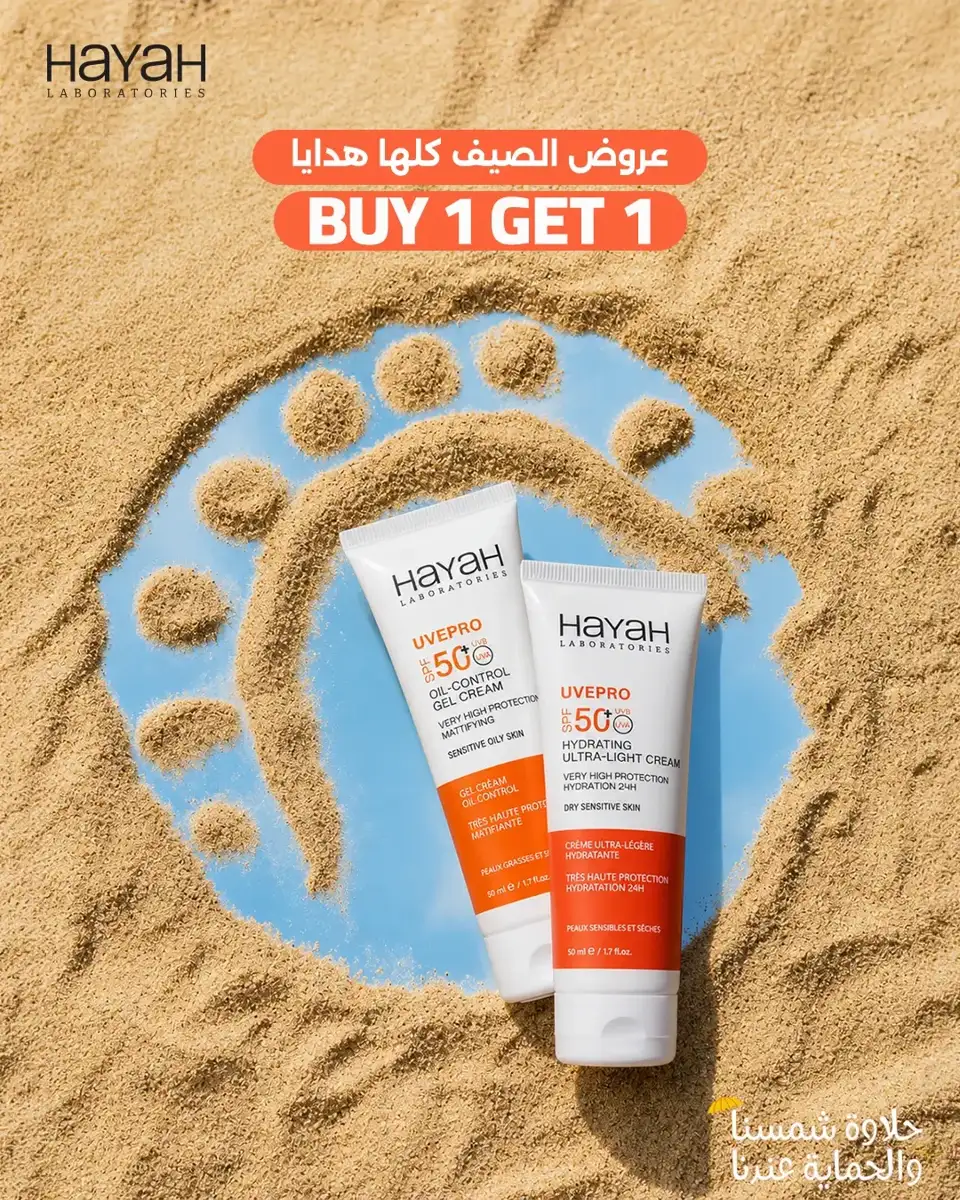 HAYAH
LABORATORIES
عروض الصيف كلها هدايا
BUY 1 GET 1
HAYAH
LABORATORIES
UVEPRO
SPF 50+ UVB UVA
OIL-CONTROL
GEL CREAM
VERY HIGH PROTECTION
MATTIFYING
SENSITIVE OILY SKIN
GEL CRÈAM
OIL CONTROL
TRÈS HAUTE
MATIFIANTE
PEAUX GRASSES ET
50 ml e / 1.7 fl.oz.
HAYAH
LABORATORIES
UVEPRO
SPF 50+ UVB UVA
HYDRATING
ULTRA-LIGHT CREAM
VERY HIGH PROTECTION
HYDRATION 24H
DRY SENSITIVE SKIN
CRÈME ULTRA-LÉGÈRE
HYDRATANTE
TRÈS HAUTE PROTECTION
HYDRATATION 24H
PEAUX SENSIBLES ET SÈCHES
50 ml e / 1.7 fl.oz.
حلاوة شمسنا
والحماية عندنا